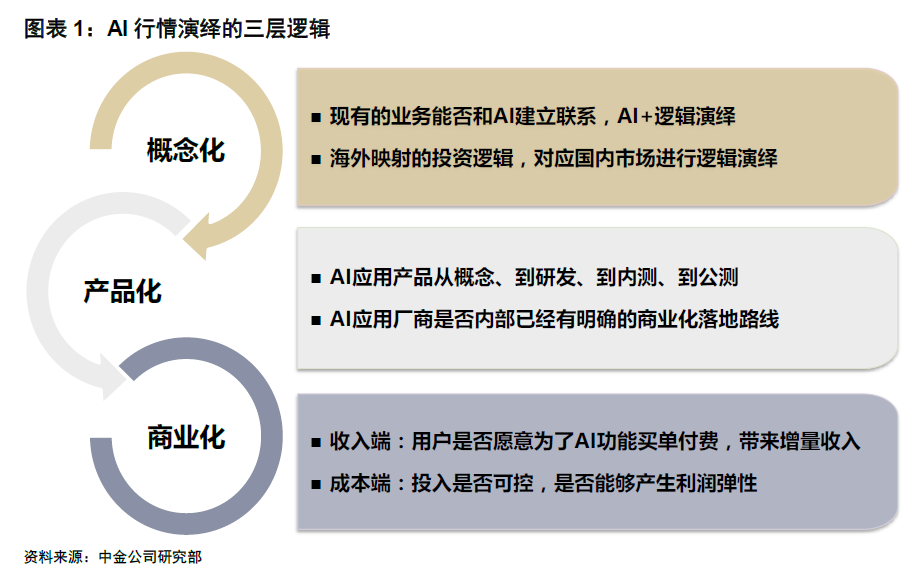 图表 1：AI 行情演绎的三层逻辑
概念化
■ 现有的业务能否和AI建立联系，AI+逻辑演绎
■ 海外映射的投资逻辑，对应国内市场进行逻辑演绎
产品化
■ AI应用产品从概念、到研发、到内测、到公测
■ AI应用厂商是否内部已经有明确的商业化落地路线
商业化
■ 收入端：用户是否愿意为了AI功能买单付费，带来增量收入
■ 成本端：投入是否可控，是否能够产生利润弹性
资料来源：中金公司研究部